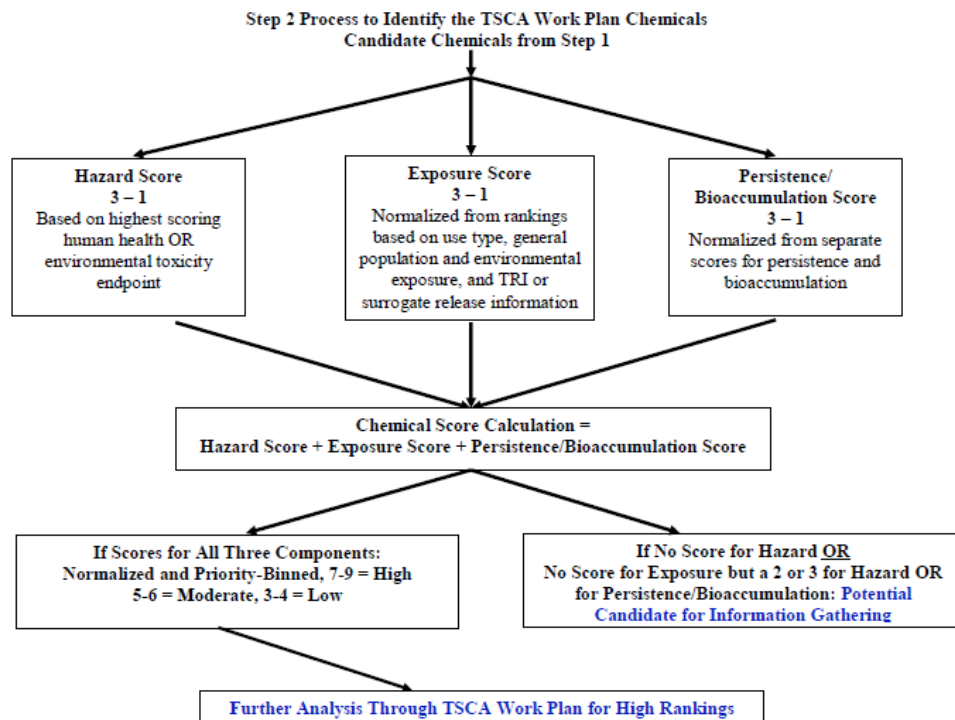 Step 2 Process to Identify the TSCA Work Plan Chemicals
Candidate Chemicals from Step 1
Hazard Score
3 – 1
Based on highest scoring
human health OR
environmental toxicity
endpoint
Exposure Score
3 – 1
Normalized from rankings
based on use type, general
population and environmental
exposure, and TRI or
surrogate release information
Persistence/
Bioaccumulation Score
3 – 1
Normalized from separate
scores for persistence and
bioaccumulation
Chemical Score Calculation =
Hazard Score + Exposure Score + Persistence/Bioaccumulation Score
If Scores for All Three Components:
Normalized and Priority-Binned, 7-9 = High
5-6 = Moderate, 3-4 = Low
If No Score for Hazard OR
No Score for Exposure but a 2 or 3 for Hazard OR
for Persistence/Bioaccumulation: Potential
Candidate for Information Gathering
Further Analysis Through TSCA Work Plan for High Rankings